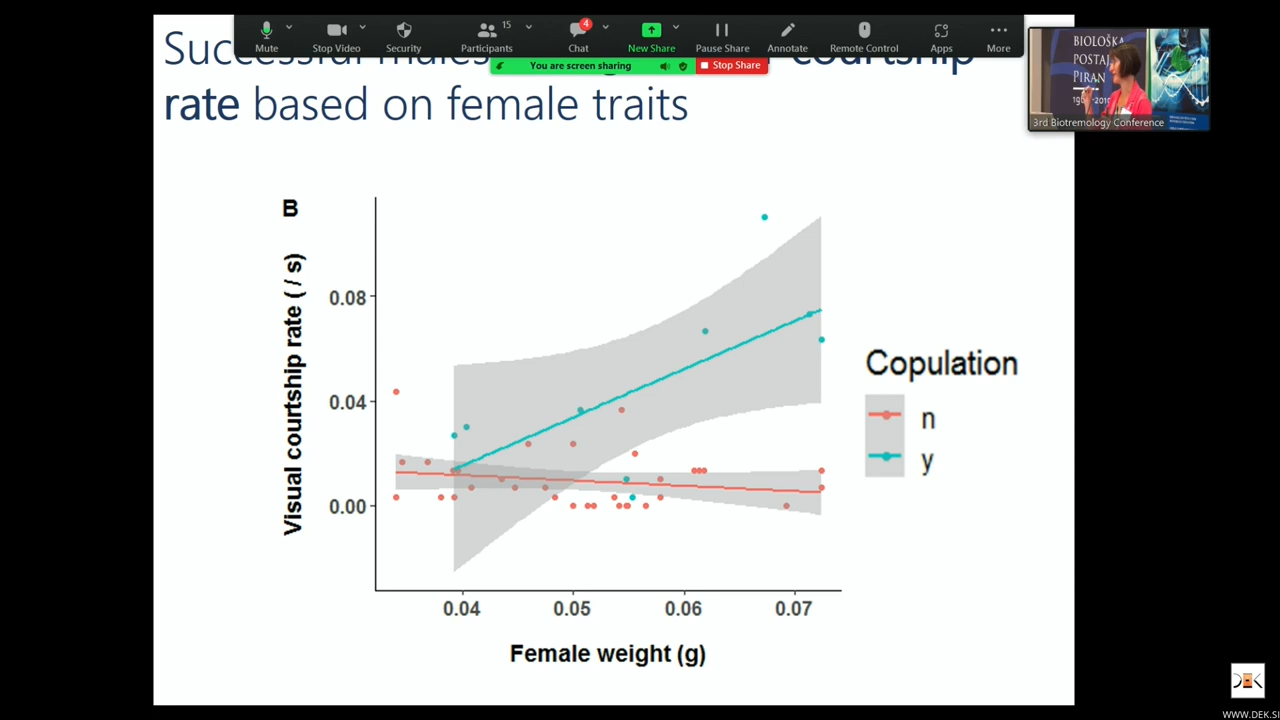 Mute
Stop Video
Security
Participants
15
Chat
4
New Share
Pause Share
Annotate
Remote Control
Apps
More
You are screen sharing
Stop Share
courtship
rate based on female traits
BIOLOŠKA
POSTAJ
PIRAN
3rd Biotremology Conference
B
Visual courtship rate ( / s)
0.08
0.04
0.00
0.04
0.05
0.06
0.07
Female weight (g)
Copulation
n
y
WWW.DEK.SI